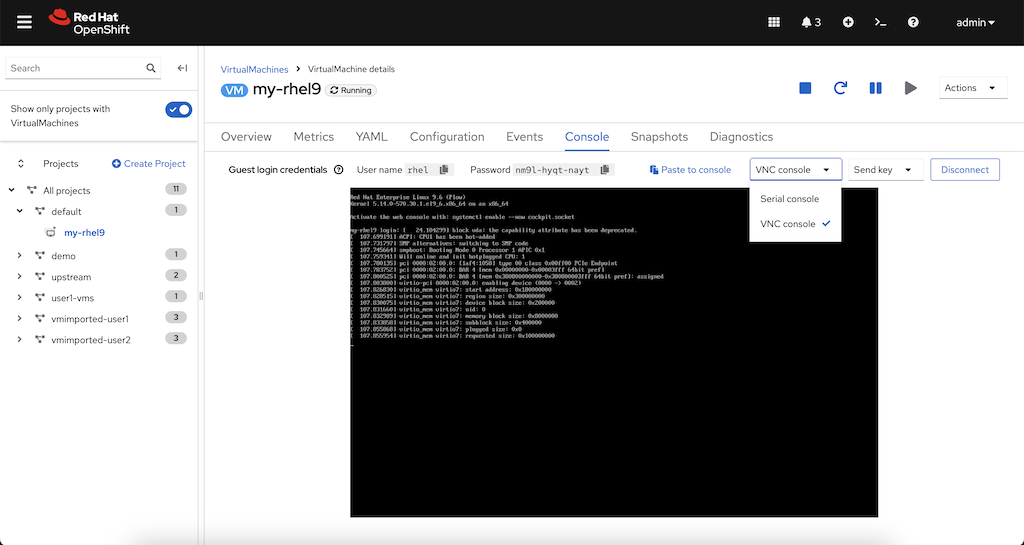 Red Hat
OpenShift
3
admin
Search
Show only projects with
VirtualMachines
Projects
Create Project
All projects 11
default 1
my-rhel9
demo 2
upstream 2
user1-vms 1
vmimported-user1 3
vmimported-user2 3
VirtualMachines > VirtualMachine details
VM my-rhel9 Running
Actions
Overview Metrics YAML Configuration Events Console Snapshots Diagnostics
Guest login credentials User name rhel Password nm9l-hyqt-nayt Paste to console VNC console Send key Disconnect
Serial console
VNC console
Red Hat Enterprise Linux 9.6 (Plow)
Kernel 5.14.0-570.30.1.el9_6.x86_64 on an x86_64
Activate the web console with: systemctl enable --now cockpit.socket
my-rhel9 login: [ 24.104299] block vda: the capability attribute has been deprecated.
[ 107.699191] ACPI: CPU1 has been hot-added
[ 107.731797] SMP alternatives: switching to SMP code
[ 107.745664] smpboot: Booting Node 0 Processor 1 APIC 0x1
[ 107.759341] Will online and init hotplugged CPU: 1
[ 107.780135] pci 0000:02:00.0: [1af4:1058] type 00 class 0x00ff00 PCIe Endpoint
[ 107.783752] pci 0000:02:00.0: BAR 4 [mem 0x00000000-0x00003fff 64bit pref]
[ 107.800525] pci 0000:02:00.0: BAR 4 [mem 0x380800000000-0x380800003fff 64bit pref]: assigned
[ 107.803800] virtio-pci 0000:02:00.0: enabling device (0000 -> 0002)
[ 107.826830] virtio_mem virtio7: start address: 0x180000000
[ 107.828515] virtio_mem virtio7: region size: 0x300000000
[ 107.830075] virtio_mem virtio7: device block size: 0x200000
[ 107.831660] virtio_mem virtio7: nid: 0
[ 107.832989] virtio_mem virtio7: memory block size: 0x8000000
[ 107.833858] virtio_mem virtio7: subblock size: 0x400000
[ 107.855068] virtio_mem virtio7: plugged size: 0x0
[ 107.855954] virtio_mem virtio7: requested size: 0x100000000